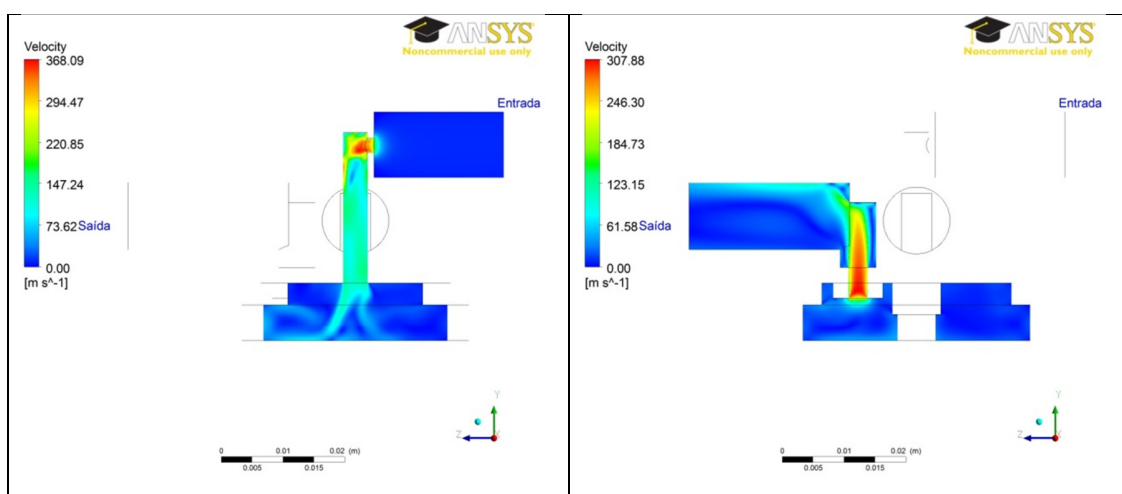 ANSYS
Noncommercial use only
Velocity
368.09
294.47
220.85
147.24
73.62
0.00
[m s^-1]
Entrada
Saída
Y
Z
X
0 0.01 0.02 (m)
0.005 0.015
ANSYS
Noncommercial use only
Velocity
307.88
246.30
184.73
123.15
61.58
0.00
[m s^-1]
Entrada
Saída
Y
Z
X
0 0.01 0.02 (m)
0.005 0.015